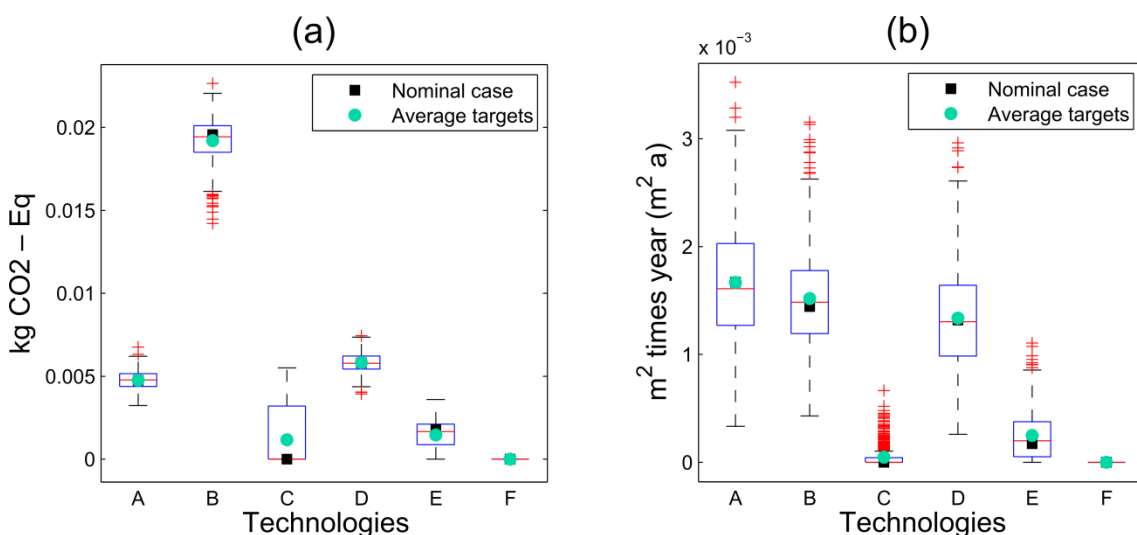 (a)
Nominal case
Average targets
kg CO2 − Eq
0.02
0.015
0.01
0.005
0
A B C D E F
Technologies
(b)
x 10⁻³
Nominal case
Average targets
m² times year (m² a)
3
2
1
0
A B C D E F
Technologies